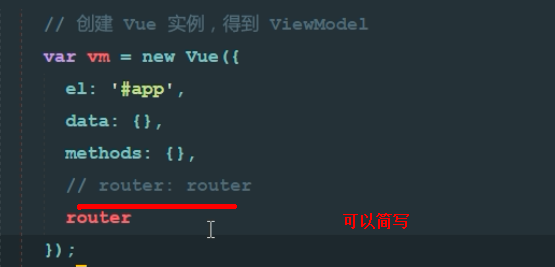 // 创建 Vue 实例，得到 ViewModel
var vm = new Vue({
el: '#app',
data: {},
methods: {},
// router: router
router
可以简写
});